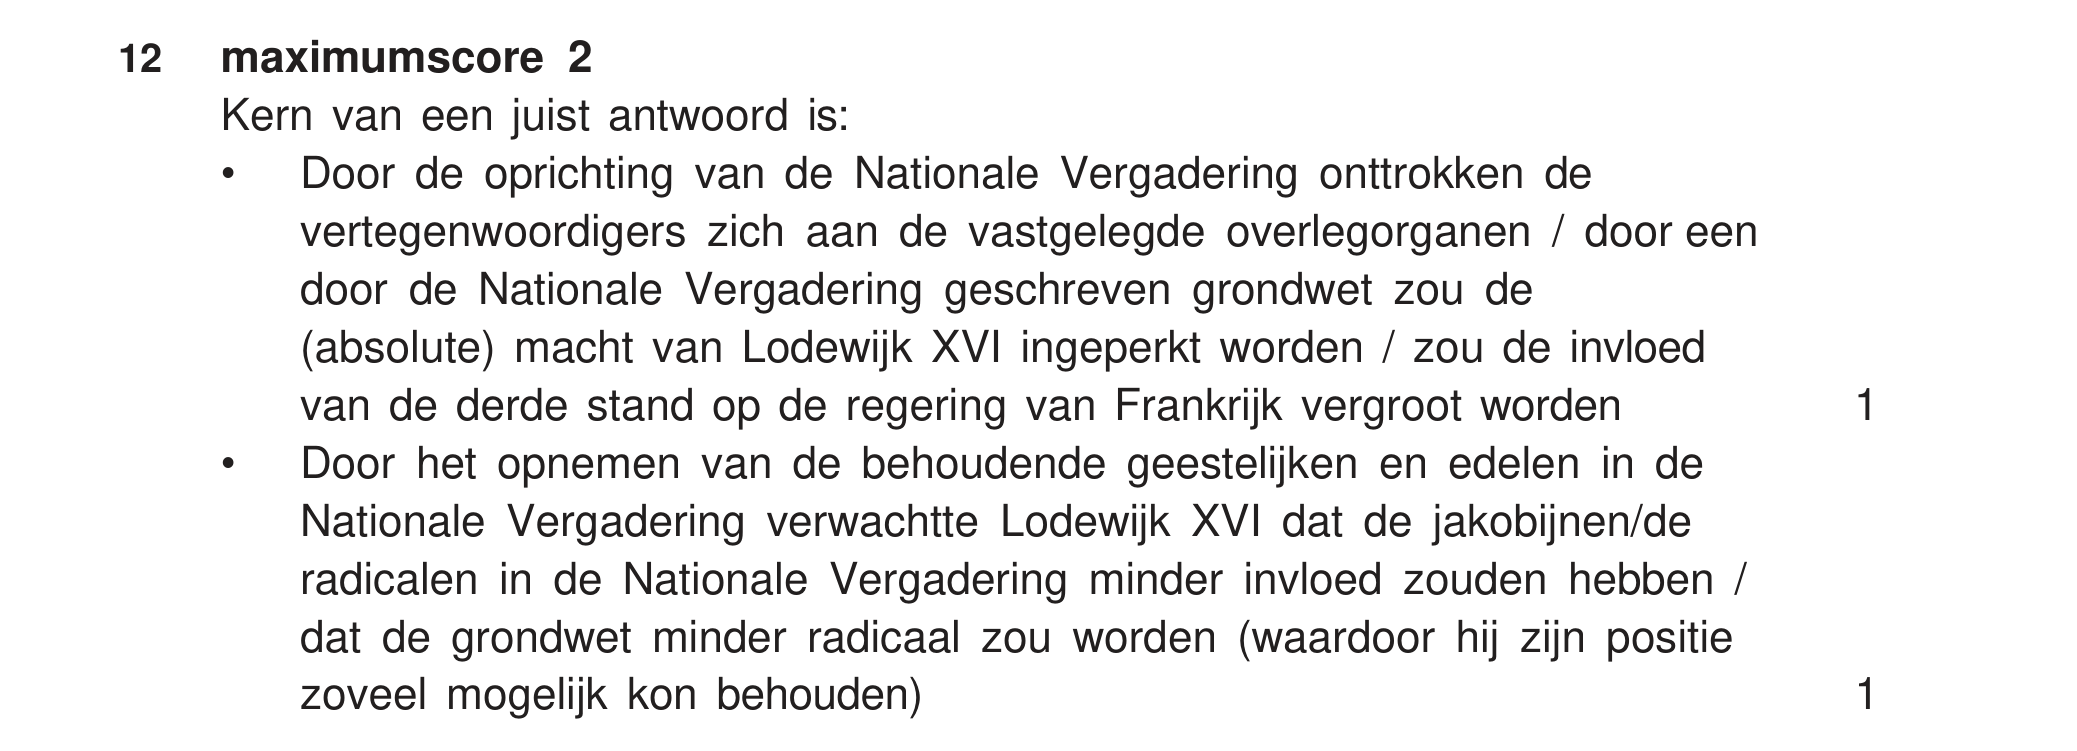 12 maximumscore 2
Kern van een juist antwoord is:
• Door de oprichting van de Nationale Vergadering onttrokken de
vertegenwoordigers zich aan de vastgelegde overlegorganen / door een
door de Nationale Vergadering geschreven grondwet zou de
(absolute) macht van Lodewijk XVI ingeperkt worden / zou de invloed
van de derde stand op de regering van Frankrijk vergroot worden 1
• Door het opnemen van de behoudende geestelijken en edelen in de
Nationale Vergadering verwachtte Lodewijk XVI dat de jakobijnen/de
radicalen in de Nationale Vergadering minder invloed zouden hebben /
dat de grondwet minder radicaal zou worden (waardoor hij zijn positie
zoveel mogelijk kon behouden) 1